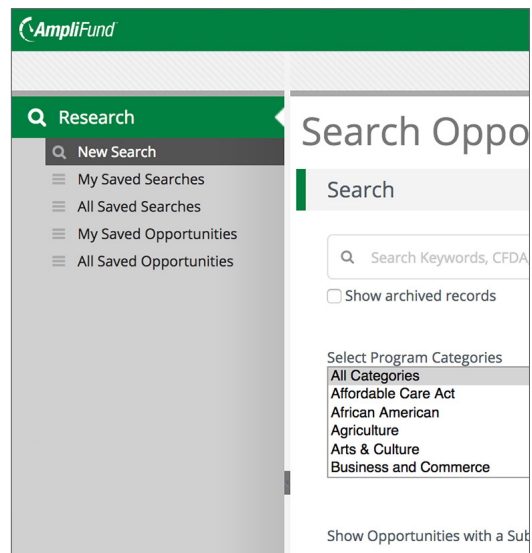 AmpliFund
Research
New Search
My Saved Searches
All Saved Searches
My Saved Opportunities
All Saved Opportunities
Search Oppo
Search
Search Keywords, CFDA
Show archived records
Select Program Categories
All Categories
Affordable Care Act
African American
Agriculture
Arts & Culture
Business and Commerce
Show Opportunities with a Sub